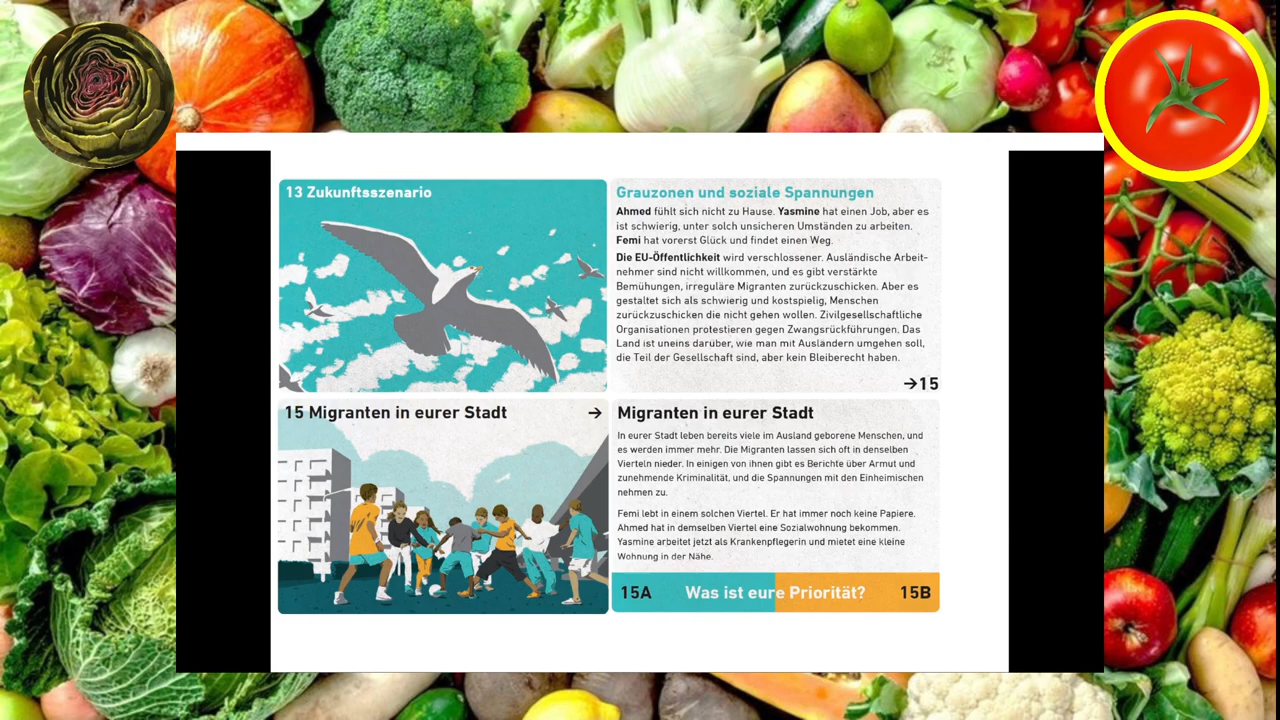 13 Zukunftsszenario
Grauzonen und soziale Spannungen
Ahmed fühlt sich nicht zu Hause. Yasmine hat einen Job, aber es
ist schwierig, unter solch unsicheren Umständen zu arbeiten.
Femi hat vorerst Glück und findet einen Weg.
Die EU-Öffentlichkeit wird verschlossener. Ausländische Arbeit-
nehmer sind nicht willkommen, und es gibt verstärkte
Bemühungen, irreguläre Migranten zurückzuschicken. Aber es
gestaltet sich als schwierig und kostspielig, Menschen
zurückzuschicken die nicht gehen wollen. Zivilgesellschaftliche
Organisationen protestieren gegen Zwangsrückführungen. Das
Land ist uneins darüber, wie man mit Ausländern umgehen soll,
die Teil der Gesellschaft sind, aber kein Bleiberecht haben.
→15
15 Migranten in eurer Stadt →
Migranten in eurer Stadt
In eurer Stadt leben bereits viele im Ausland geborene Menschen, und
es werden immer mehr. Die Migranten lassen sich oft in denselben
Vierteln nieder. In einigen von ihnen gibt es Berichte über Armut und
zunehmende Kriminalität, und die Spannungen mit den Einheimischen
nehmen zu.
Femi lebt in einem solchen Viertel. Er hat immer noch keine Papiere.
Ahmed hat in demselben Viertel eine Sozialwohnung bekommen.
Yasmine arbeitet jetzt als Krankenpflegerin und mietet eine kleine
Wohnung in der Nähe.
15A Was ist eure Priorität? 15B